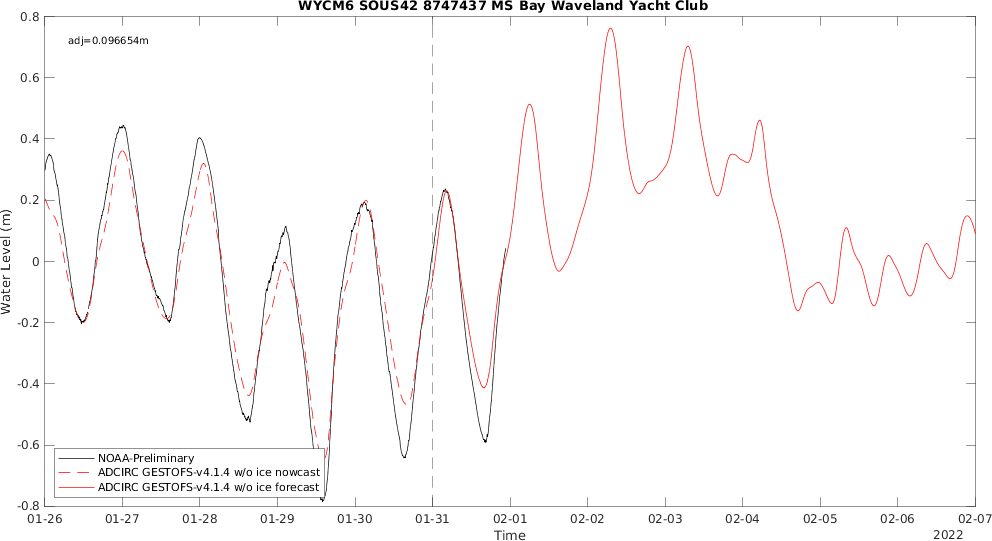 WYCM6 SOUS42 8747437 MS Bay Waveland Yacht Club
adj=0.096654m
Water Level (m)
0.8
0.6
0.4
0.2
0
-0.2
-0.4
-0.6
-0.8
NOAA-Preliminary
ADCIRC GESTOFS-v4.1.4 w/o ice nowcast
ADCIRC GESTOFS-v4.1.4 w/o ice forecast
01-26 01-27 01-28 01-29 01-30 01-31 02-01 02-02 02-03 02-04 02-05 02-06 02-07
Time
2022